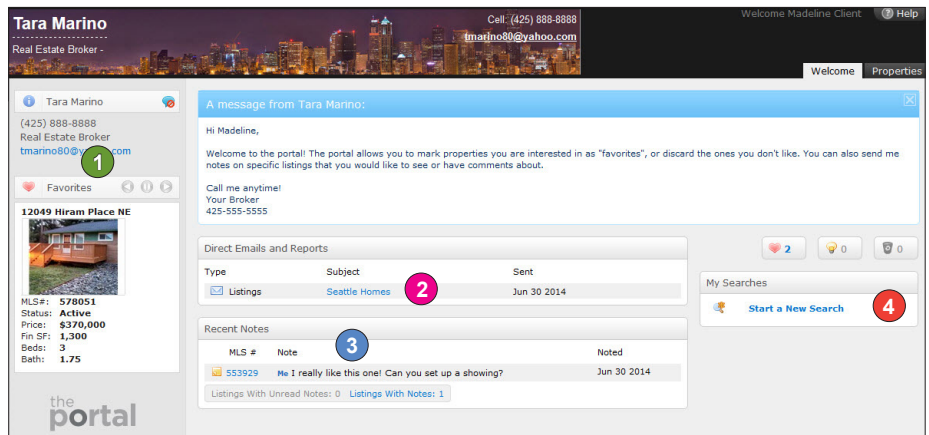 Tara Marino
Cell: (425) 888-8888
tmarino80@yahoo.com
Real Estate Broker -
Welcome Madeline Client
Help
Welcome Properties
Tara Marino
(425) 888-8888
Real Estate Broker
tmarino80@y com
1
Favorites
12049 Hiram Place NE
MLS#: 578051
Status: Active
Price: $370,000
Fin SF: 1,300
Beds: 3
Bath: 1.75
the
portal
A message from Tara Marino:
Hi Madeline,
Welcome to the portal! The portal allows you to mark properties you are interested in as "favorites", or discard the ones you don't like. You can also send me
notes on specific listings that you would like to see or have comments about.
Call me anytime!
Your Broker
425-555-5555
Direct Emails and Reports
Type Subject Sent
Listings Seattle Homes Jun 30 2014
2
Recent Notes
3
MLS # Note Noted
553929 Me I really like this one! Can you set up a showing? Jun 30 2014
Listings With Unread Notes: 0 Listings With Notes: 1
2 0 0
My Searches
Start a New Search
4